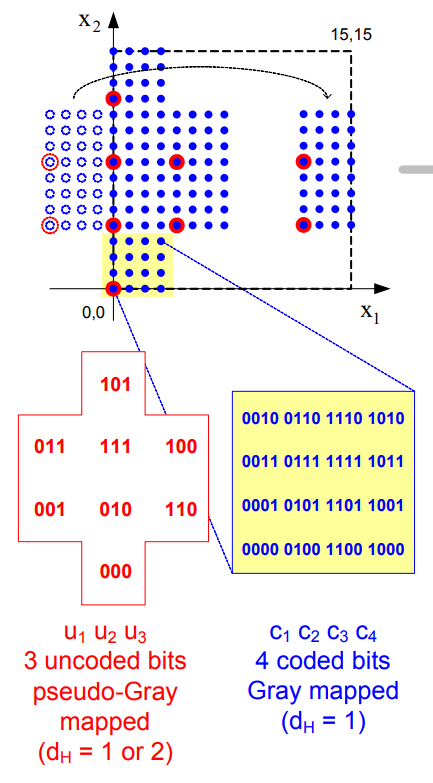 x2
15,15
0,0
x1
101
011 111 100
001 010 110
000
0010 0110 1110 1010
0011 0111 1111 1011
0001 0101 1101 1001
0000 0100 1100 1000
u1 u2 u3
3 uncoded bits
pseudo-Gray
mapped
(dH = 1 or 2)
c1 c2 c3 c4
4 coded bits
Gray mapped
(dH = 1)